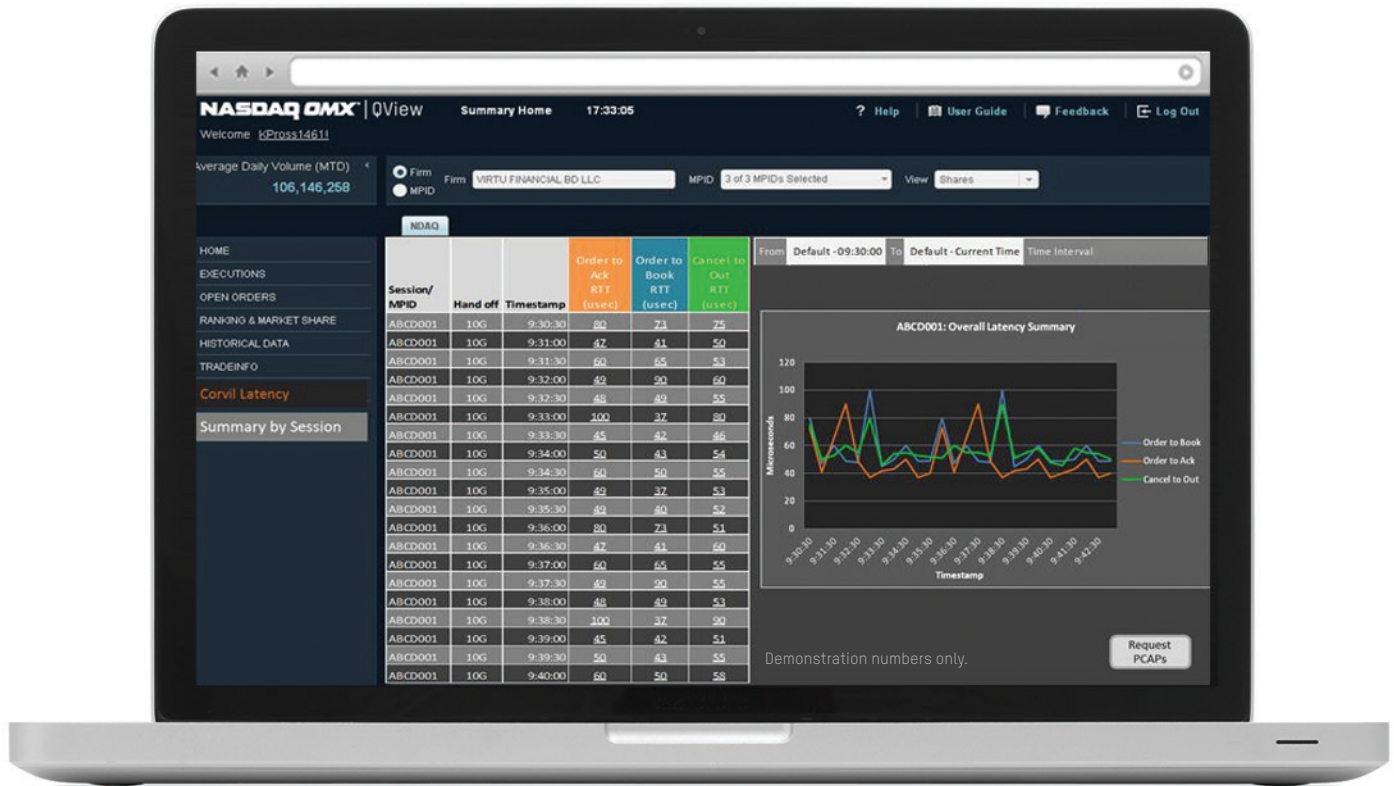 NASDAQ OMX | QView Summary Home 17:33:05 ? Help User Guide Feedback Log Out
Welcome KPross1461!
Average Daily Volume (MTD)
106,146,258
Firm
MPID
Firm VIRTU FINANCIAL BD LLC MPID 3 of 3 MPIDs Selected View Shares
NDAQ
HOME
EXECUTIONS
OPEN ORDERS
RANKING & MARKET SHARE
HISTORICAL DATA
TRADEINFO
Corvil Latency
Summary by Session
Session/
MPID
Hand off
Timestamp
Order to
Ack
RTT
(usec)
Order to
Book
RTT
(usec)
Cancel to
Out
RTT
(usec)
ABCD001 10G 9:30:30 80 73 75
ABCD001 10G 9:31:00 47 41 50
ABCD001 10G 9:31:30 60 65 53
ABCD001 10G 9:32:00 49 90 60
ABCD001 10G 9:32:30 48 49 55
ABCD001 10G 9:33:00 100 37 80
ABCD001 10G 9:33:30 45 42 46
ABCD001 10G 9:34:00 50 43 54
ABCD001 10G 9:34:30 60 50 55
ABCD001 10G 9:35:00 49 37 53
ABCD001 10G 9:35:30 49 40 52
ABCD001 10G 9:36:00 80 73 51
ABCD001 10G 9:36:30 47 41 60
ABCD001 10G 9:37:00 60 65 55
ABCD001 10G 9:37:30 49 90 55
ABCD001 10G 9:38:00 48 49 53
ABCD001 10G 9:38:30 100 37 90
ABCD001 10G 9:39:00 45 42 51
ABCD001 10G 9:39:30 50 43 55
ABCD001 10G 9:40:00 60 50 58
From Default - 09:30:00 To Default - Current Time Time Interval
ABCD001: Overall Latency Summary
120
100
80
60
40
20
0
Microseconds
9:30:30 9:31:30 9:32:30 9:33:30 9:34:30 9:35:30 9:36:30 9:37:30 9:38:30 9:39:30 9:40:30 9:41:30 9:42:30
Timestamp
Order to Book
Order to Ack
Cancel to Out
Demonstration numbers only.
Request
PCAPs